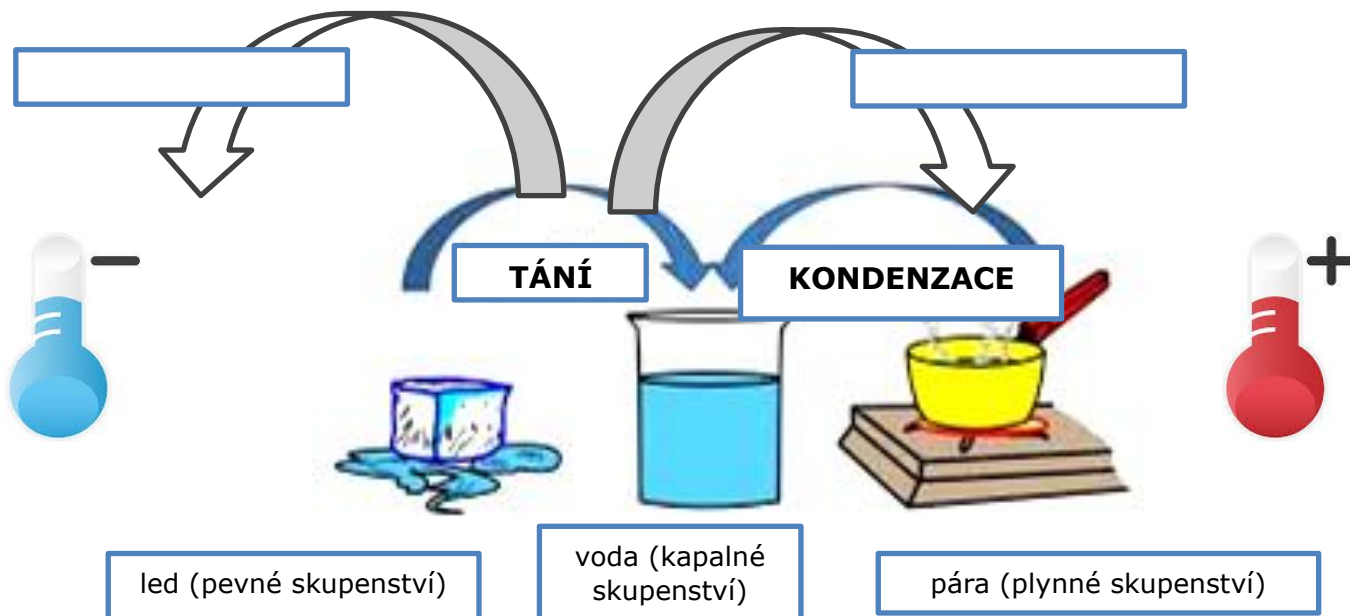 TÁNÍ
KONDENZACE
led (pevné skupenství)
voda (kapalné
skupenství)
pára (plynné skupenství)